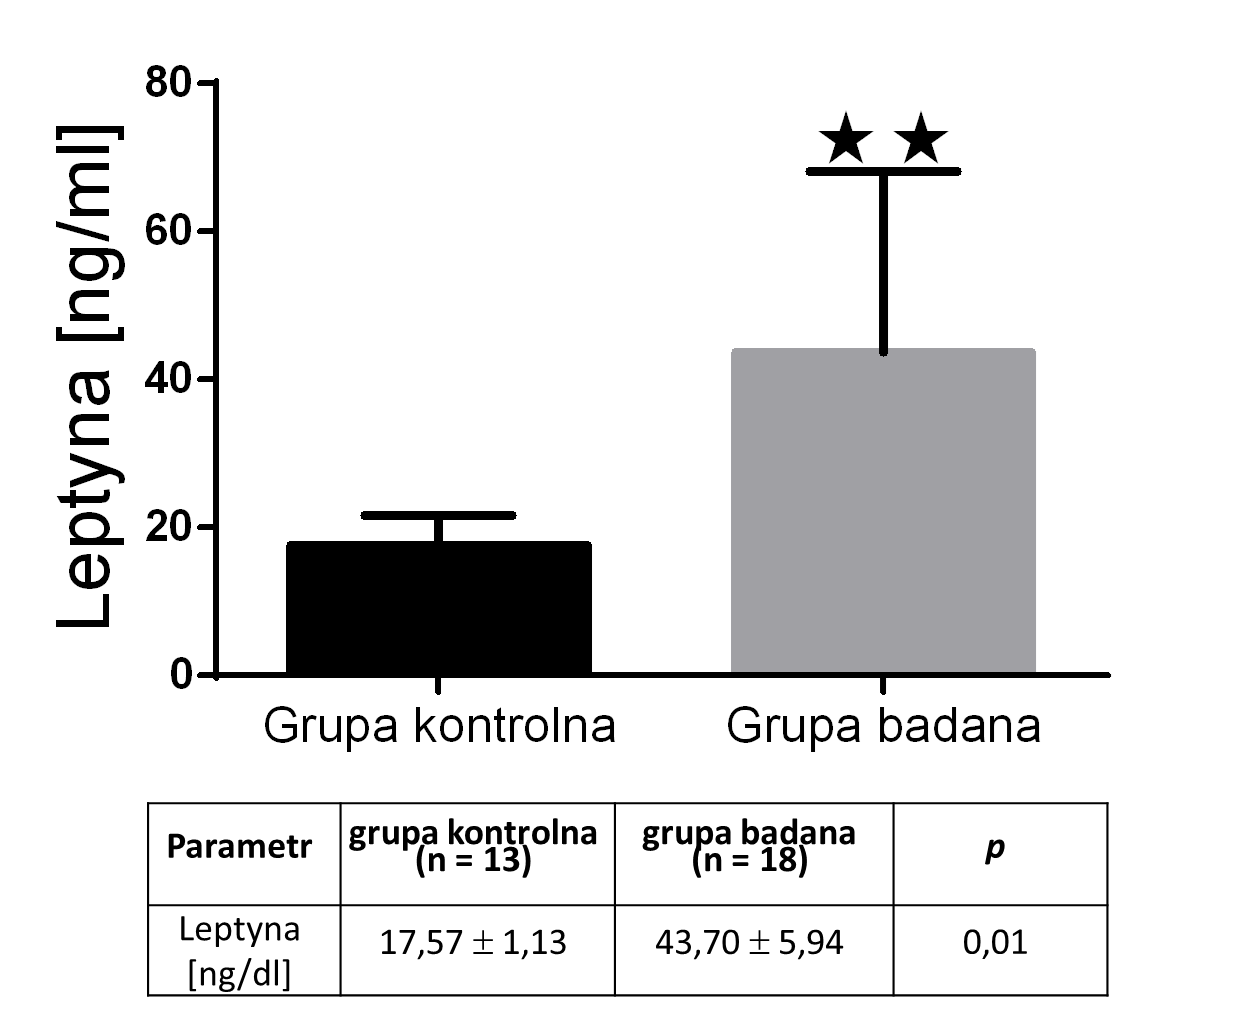 80
60
40
20
0
Leptyna [ng/ml]
★ ★
Grupa kontrolna
Grupa badana
Parametr
grupa kontrolna
(n = 13)
grupa badana
(n = 18)
p
Leptyna
[ng/dl]
17,57 ± 1,13
43,70 ± 5,94
0,01